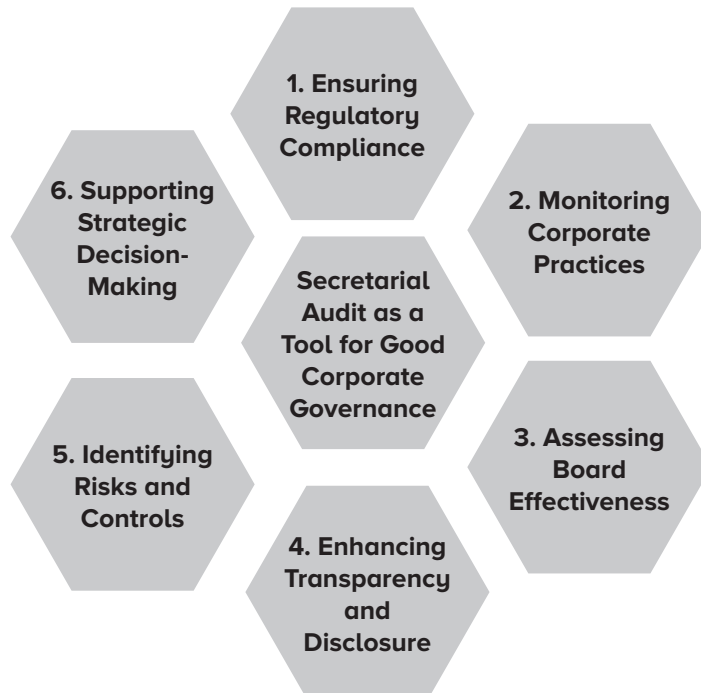 1. Ensuring
Regulatory
Compliance
2. Monitoring
Corporate
Practices
3. Assessing
Board
Effectiveness
4. Enhancing
Transparency
and
Disclosure
5. Identifying
Risks and
Controls
6. Supporting
Strategic
Decision-
Making
Secretarial
Audit as a
Tool for Good
Corporate
Governance